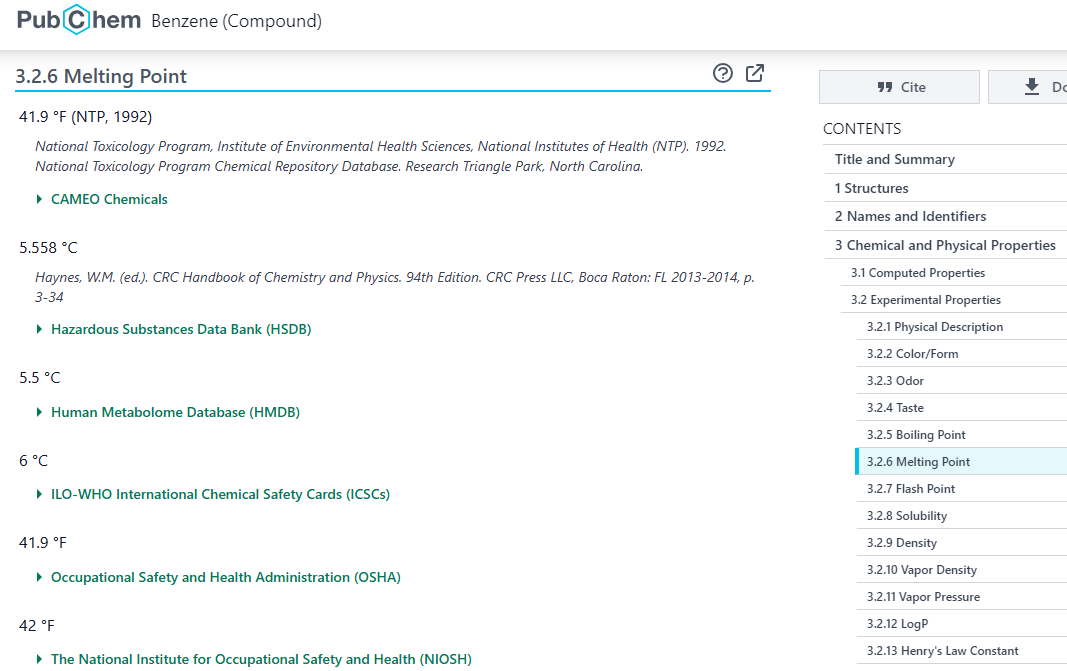 PubChem Benzene (Compound)
3.2.6 Melting Point
41.9 °F (NTP, 1992)
National Toxicology Program, Institute of Environmental Health Sciences, National Institutes of Health (NTP). 1992.
National Toxicology Program Chemical Repository Database. Research Triangle Park, North Carolina.
CAMEO Chemicals
5.558 °C
Haynes, W.M. (ed.). CRC Handbook of Chemistry and Physics. 94th Edition. CRC Press LLC, Boca Raton: FL 2013-2014, p.
3-34
Hazardous Substances Data Bank (HSDB)
5.5 °C
Human Metabolome Database (HMDB)
6 °C
ILO-WHO International Chemical Safety Cards (ICSCs)
41.9 °F
Occupational Safety and Health Administration (OSHA)
42 °F
The National Institute for Occupational Safety and Health (NIOSH)
Cite
CONTENTS
Title and Summary
1 Structures
2 Names and Identifiers
3 Chemical and Physical Properties
3.1 Computed Properties
3.2 Experimental Properties
3.2.1 Physical Description
3.2.2 Color/Form
3.2.3 Odor
3.2.4 Taste
3.2.5 Boiling Point
3.2.6 Melting Point
3.2.7 Flash Point
3.2.8 Solubility
3.2.9 Density
3.2.10 Vapor Density
3.2.11 Vapor Pressure
3.2.12 LogP
3.2.13 Henry's Law Constant